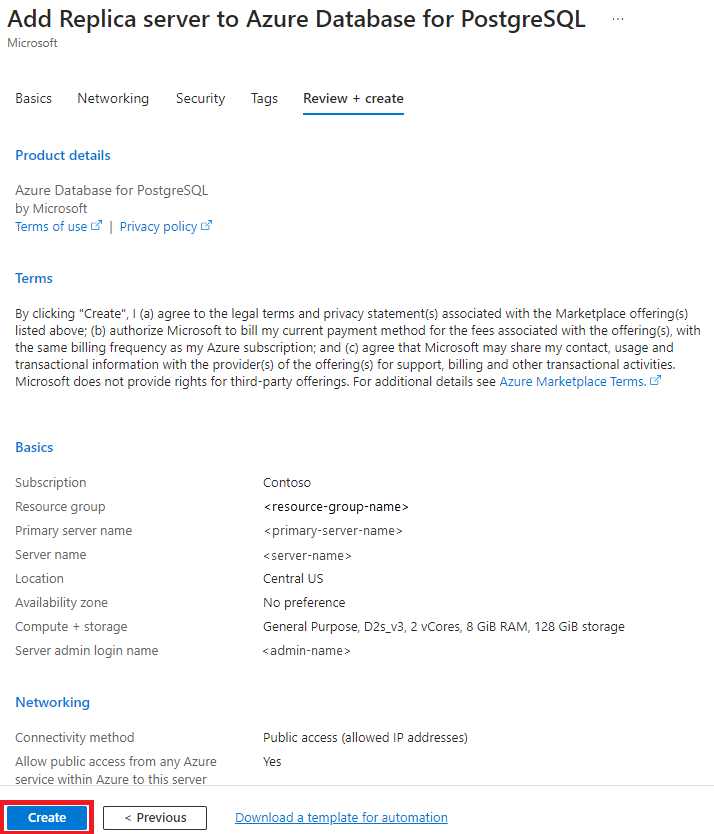 Add Replica server to Azure Database for PostgreSQL ...
Microsoft
Basics Networking Security Tags Review + create
Product details
Azure Database for PostgreSQL
by Microsoft
Terms of use | Privacy policy
Terms
By clicking "Create", I (a) agree to the legal terms and privacy statement(s) associated with the Marketplace offering(s)
listed above; (b) authorize Microsoft to bill my current payment method for the fees associated with the offering(s), with
the same billing frequency as my Azure subscription; and (c) agree that Microsoft may share my contact, usage and
transactional information with the provider(s) of the offering(s) for support, billing and other transactional activities.
Microsoft does not provide rights for third-party offerings. For additional details see Azure Marketplace Terms.
Basics
Subscription Contoso
Resource group <resource-group-name>
Primary server name <primary-server-name>
Server name <server-name>
Location Central US
Availability zone No preference
Compute + storage General Purpose, D2s_v3, 2 vCores, 8 GiB RAM, 128 GiB storage
Server admin login name <admin-name>
Networking
Connectivity method Public access (allowed IP addresses)
Allow public access from any Azure Yes
service within Azure to this server
Create < Previous Download a template for automation